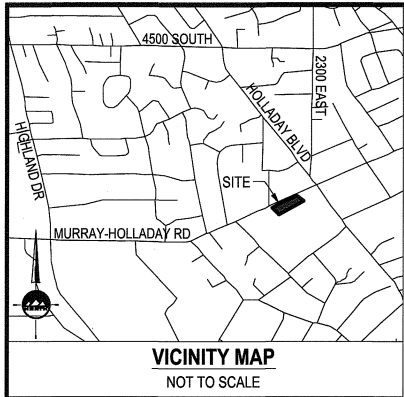 4500 SOUTH
2300 EAST
HOLLADAY BLVD
HIGHLAND DR
SITE
MURRAY-HOLLADAY RD
VICINITY MAP
NOT TO SCALE